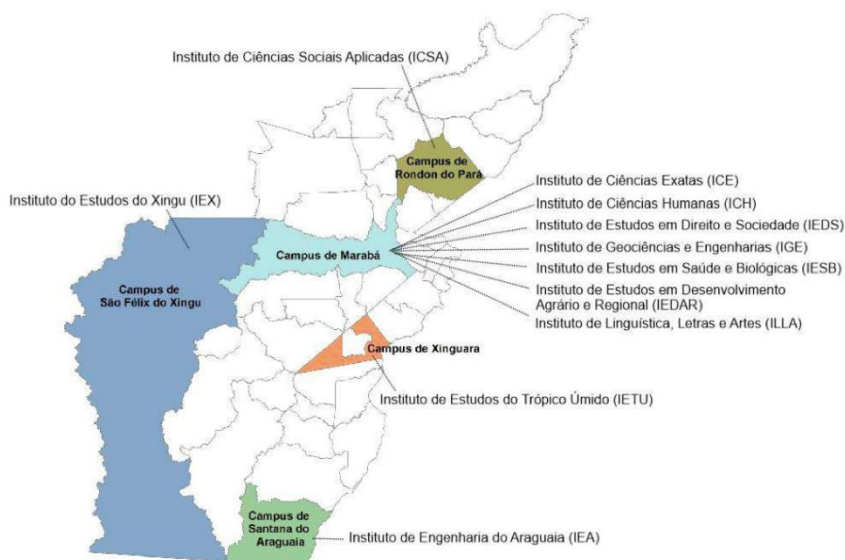 Instituto de Ciências Sociais Aplicadas (ICSA)
Campus de
Rondon do Pará
Instituto de Ciências Exatas (ICE)
Instituto do Estudos do Xingu (IEX)
Instituto de Ciências Humanas (ICH)
Instituto de Estudos em Direito e Sociedade (IEDS)
Campus de Marabá
Instituto de Geociências e Engenharias (IGE)
Instituto de Estudos em Saúde e Biológicas (IESB)
Campus de
São Félix do Xingu
Instituto de Estudos em Desenvolvimento
Agrário e Regional (IEDAR)
Instituto de Linguística, Letras e Artes (ILLA)
Campus de Xinguara
Instituto de Estudos do Trópico Úmido (IETU)
Campus de
Santana do
Araguaia
Instituto de Engenharia do Araguaia (IEA)